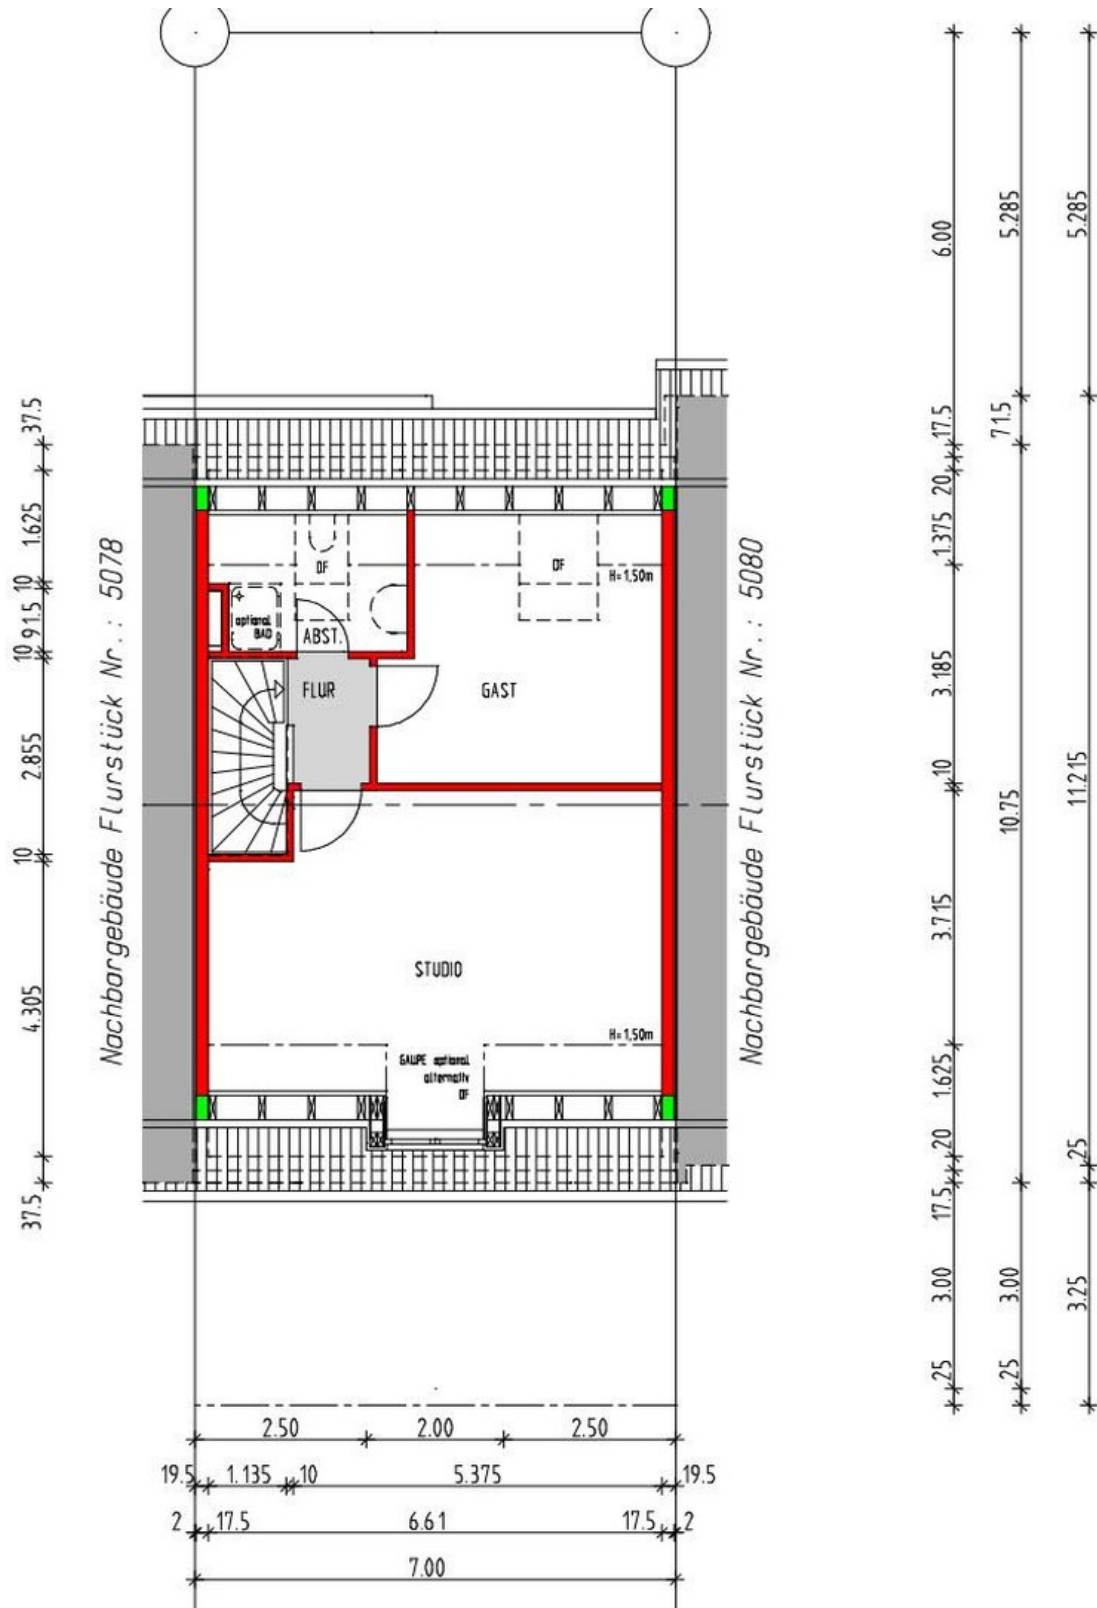 6.00
5.285
5.285
37.5
17.5
71.5
20
1.625
1.375
Nachbargebäude Flurstück Nr.: 5078
Nachbargebäude Flurstück Nr.: 5080
DF
DF
H=1,50m
10
91.5
optional
BAD
ABST.
10
FLUR
GAST
3.185
2.855
10
10.75
11.215
10
3.715
STUDIO
4.305
H=1,50m
GAUPE optional
alternativ
DF
1.625
20
25
37.5
17.5
3.00
3.00
3.25
25
25
2.50 2.00 2.50
19.5 1.135 10 5.375 19.5
2 17.5 6.61 17.5 2
7.00